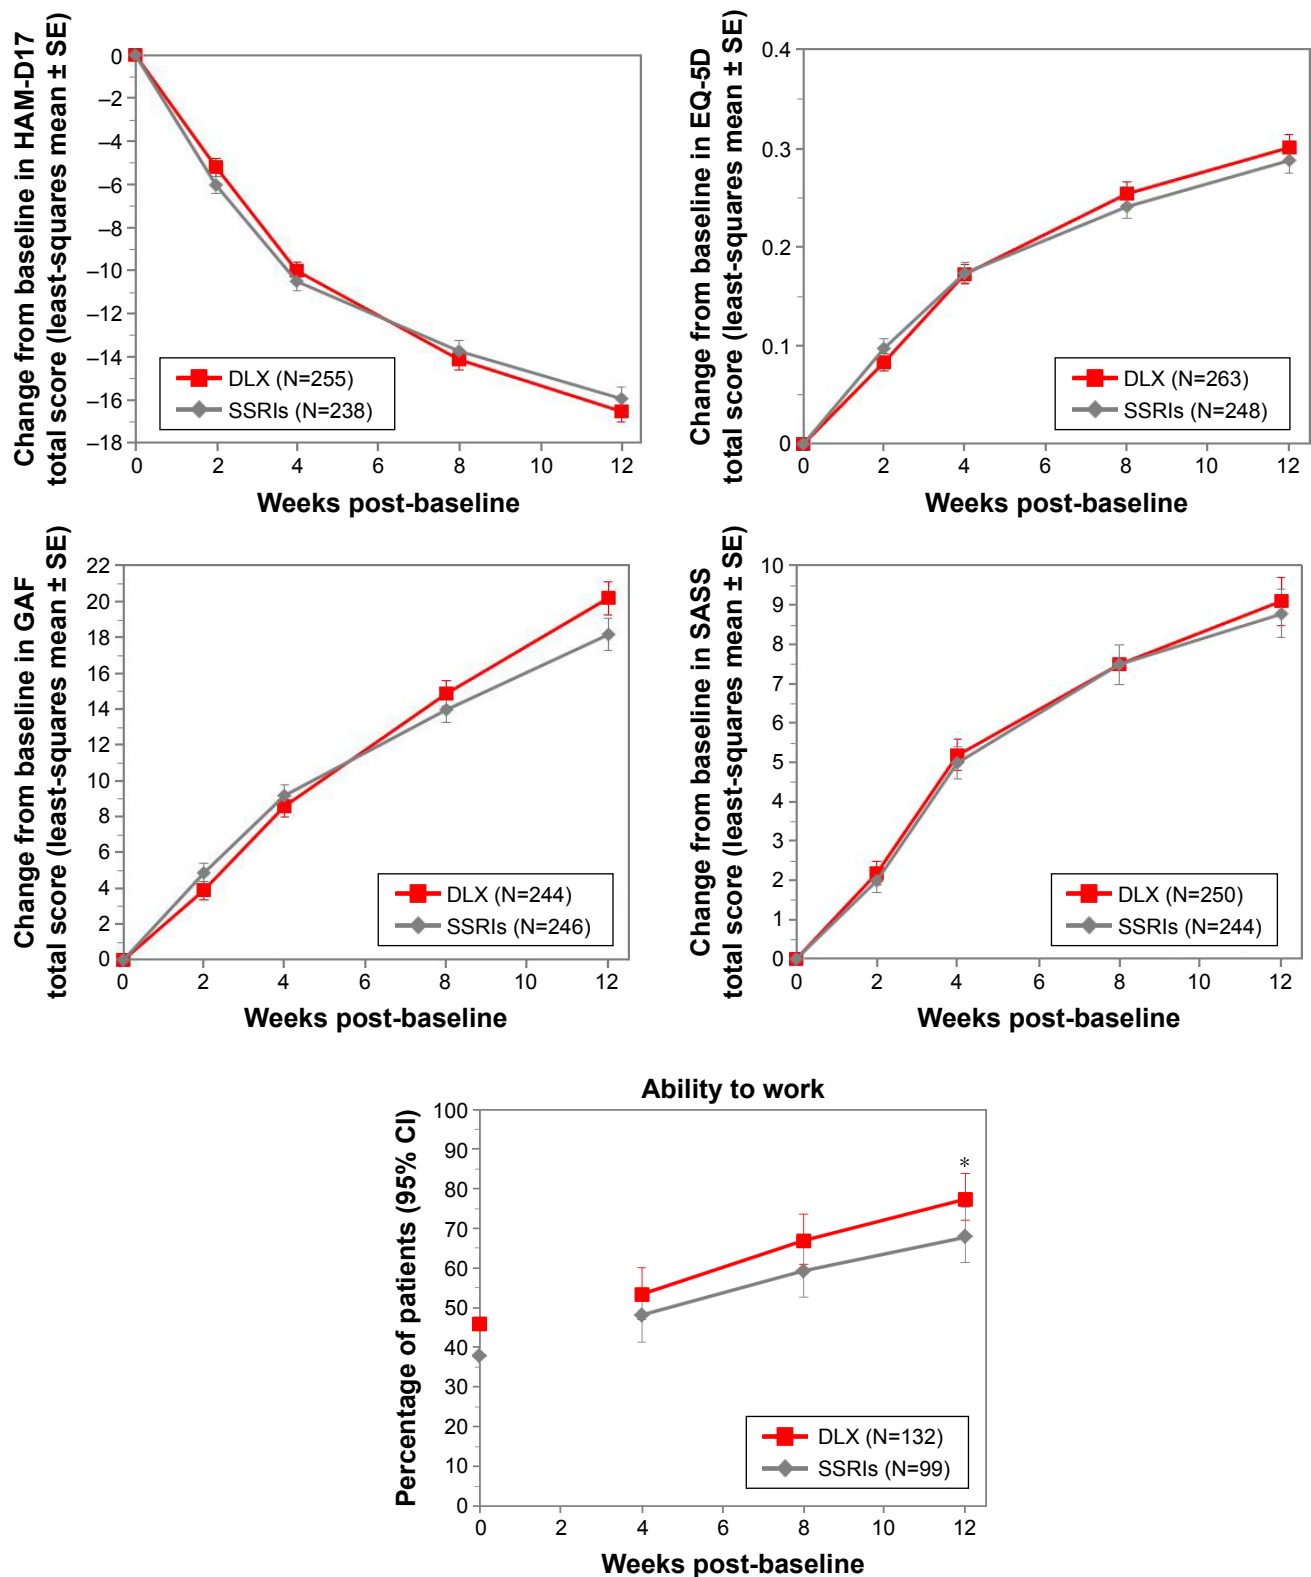 Change from baseline in HAM-D17
total score (least-squares mean ± SE)
0
–2
–4
–6
–8
–10
–12
–14
–16
–18
DLX (N=255)
SSRIs (N=238)
0 2 4 6 8 10 12
Weeks post-baseline
Change from baseline in EQ-5D
total score (least-squares mean ± SE)
0.4
0.3
0.2
0.1
0
DLX (N=263)
SSRIs (N=248)
0 2 4 6 8 10 12
Weeks post-baseline
Change from baseline in GAF
total score (least-squares mean ± SE)
22
20
18
16
14
12
10
8
6
4
2
0
DLX (N=244)
SSRIs (N=246)
0 2 4 6 8 10 12
Weeks post-baseline
Change from baseline in SASS
total score (least-squares mean ± SE)
10
9
8
7
6
5
4
3
2
1
0
DLX (N=250)
SSRIs (N=244)
0 2 4 6 8 10 12
Weeks post-baseline
Ability to work
Percentage of patients (95% CI)
100
90
80
70
60
50
40
30
20
10
0
*
DLX (N=132)
SSRIs (N=99)
0 2 4 6 8 10 12
Weeks post-baseline